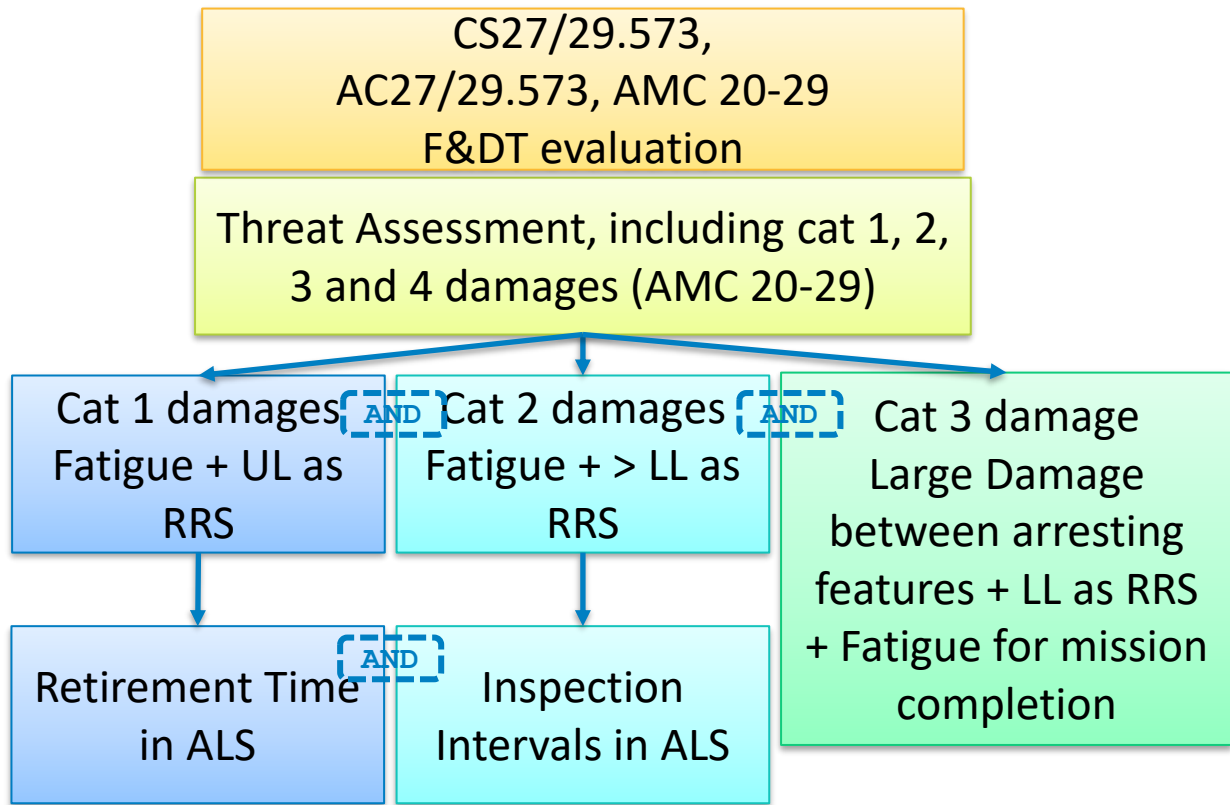 CS27/29.573,
AC27/29.573, AMC 20-29
F&DT evaluation
Threat Assessment, including cat 1, 2,
3 and 4 damages (AMC 20-29)
Cat 1 damages
Fatigue + UL as
RRS
AND
Cat 2 damages
Fatigue + > LL as
RRS
AND
Cat 3 damage
Large Damage
between arresting
features + LL as RRS
+ Fatigue for mission
completion
Retirement Time
in ALS
AND
Inspection
Intervals in ALS